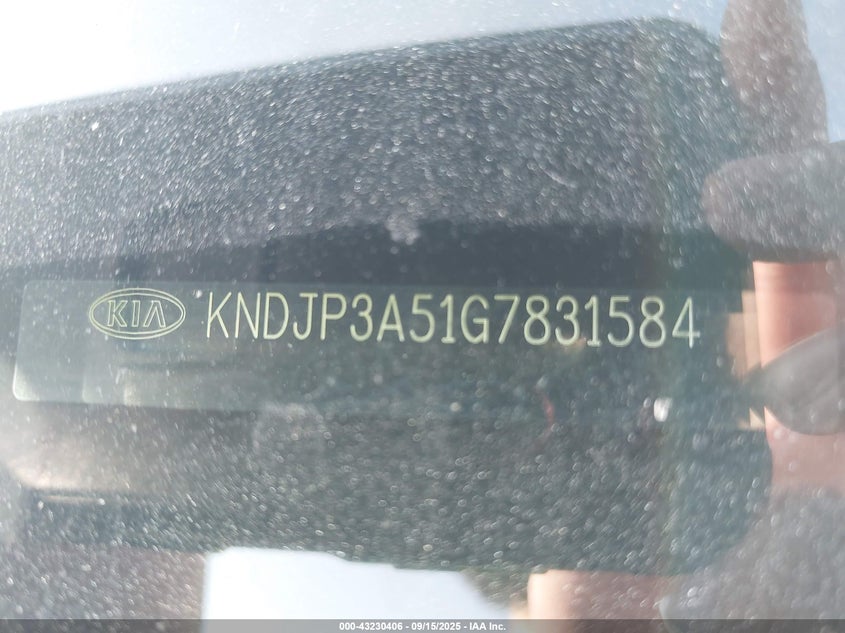 KIA KNDJP3A51G7831584
000-43230406 - 09/15/2025 - IAA Inc.